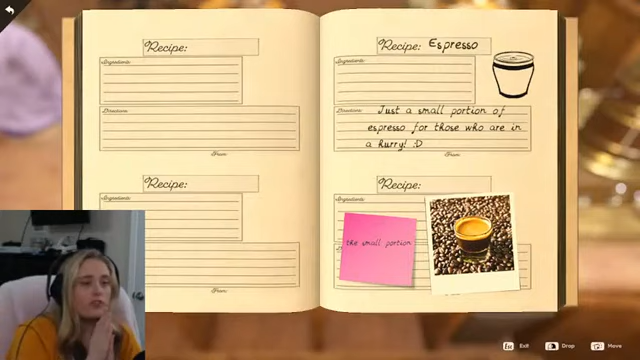 Recipe:
Ingredients:
Directions:
From:
Recipe:
Ingredients:
From:
Recipe: Espresso
Ingredients:
Directions:
Just a small portion of
espresso for those who are in
a hurry! :D
From:
Recipe:
Ingredients:
the small portion
Exit
Drop
Move